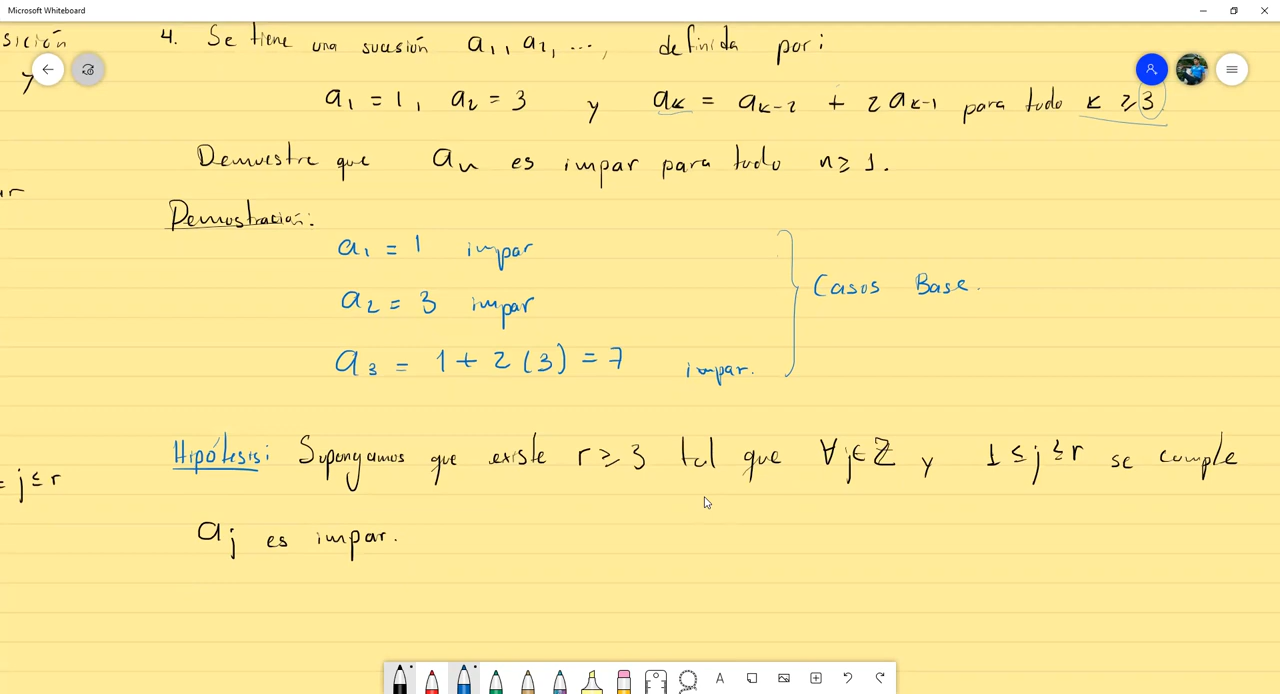 Microsoft Whiteboard
sición
y
4. Se tiene una sucesión a₁, a₂, ..., definida por:
a₁ = 1, a₂ = 3 y aₖ = aₖ₋₂ + 2aₖ₋₁ para todo k ≥ 3
Demuestre que aₙ es impar para todo n ≥ 1.
ar
Demostración:
a₁ = 1 impar
a₂ = 3 impar
a₃ = 1 + 2(3) = 7 impar.
Casos Base.
Hipótesis: Supongamos que existe r ≥ 3 tal que ∀j∈ℤ y 1 ≤ j ≤ r se cumple
= j ≤ r
aⱼ es impar.
A